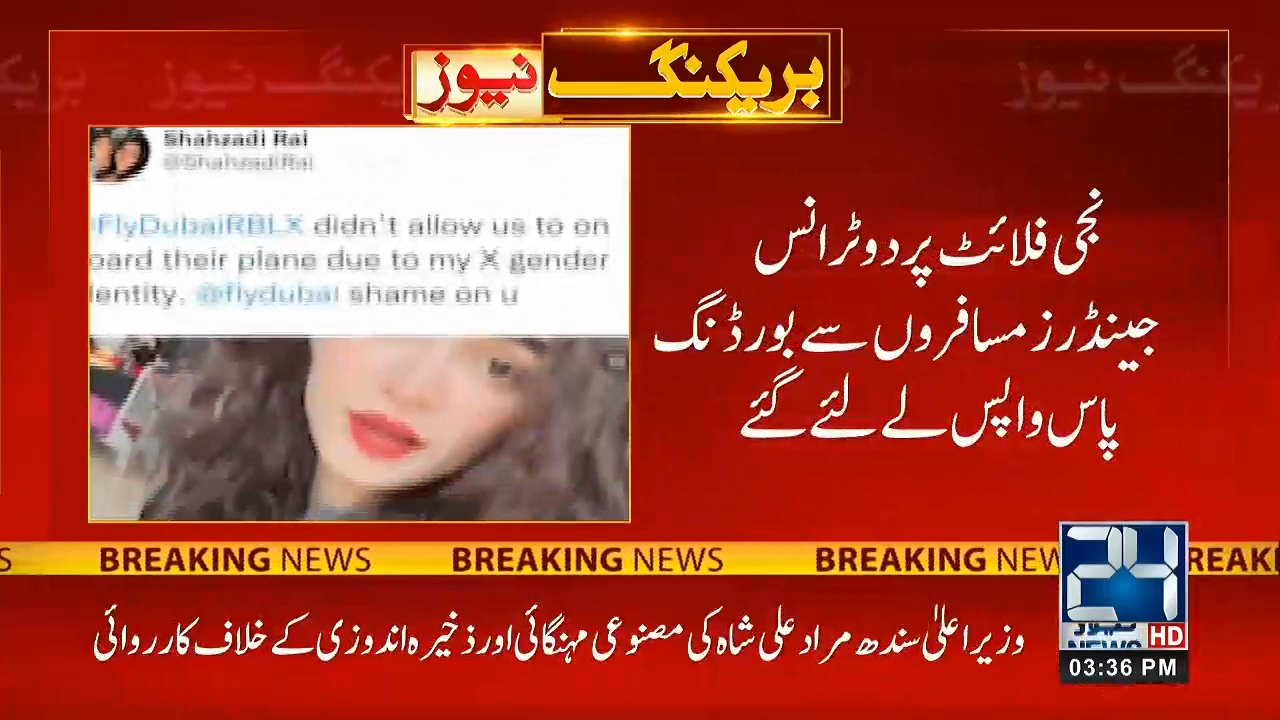 بریکنگ نیوز
Shahzadi Rai
@ShahzadiRai
FlyDubaiRBLX didn't allow us to on
oard their plane due to my X gender
dentity. @flydubai shame on u
نجی فلائٹ پر دو ٹرانس
جینڈرز مسافروں سے بورڈنگ
پاس واپس لے لئے گئے
S BREAKING NEWS BREAKING NEWS BREAKING NEW REAKI
24
NEWS HD
03:36 PM
وزیراعلیٰ سندھ مراد علی شاہ کی مصنوعی مہنگائی اور ذخیرہ اندوزی کے خلاف کارروائی